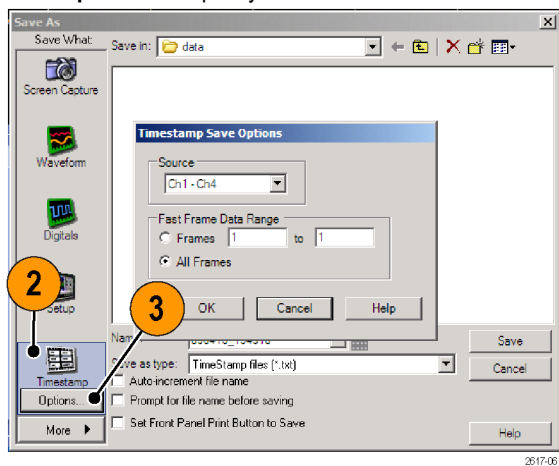 Save As
Save What:
Save in: data
Screen Capture
Waveform
Digitals
Setup
Timestamp
Options...
More
Timestamp Save Options
Source
Ch1 - Ch4
Fast Frame Data Range
Frames 1 to 1
All Frames
OK Cancel Help
2
3
Save as type: TimeStamp files (*.txt)
Auto-increment file name
Prompt for file name before saving
Set Front Panel Print Button to Save
Save
Cancel
Help
2617-06